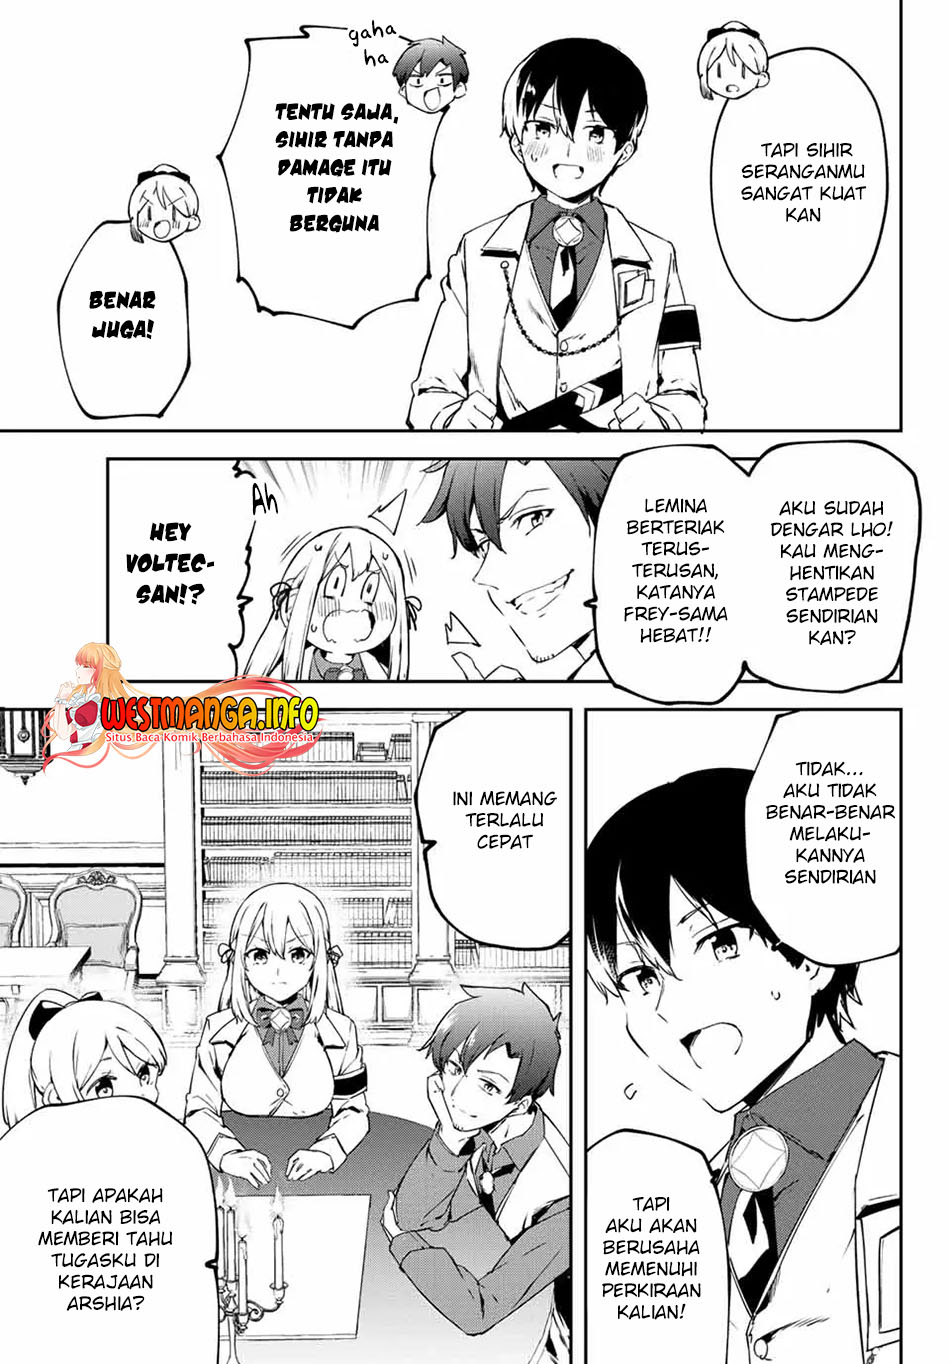 TAPI SIHIR
SERANGANMU
SANGAT KUAT
KAN
gaha
ha
TENTU SAJA,
SIHIR TANPA
DAMAGE ITU
TIDAK
BERGUNA
BENAR
JUGA!
AKU SUDAH
DENGAR LHO!
KAU MENG-
HENTIKAN
STAMPEDE
SENDIRIAN
KAN?
LEMINA
BERTERIAK
TERUS-
TERUSAN,
KATANYA
FREY-SAMA
HEBAT!!
Ah
HEY
VOLTEC-
SAN!?
WESTMANGA.INFO
Situs Baca Komik Berbahasa Indonesia
TIDAK...
AKU TIDAK
BENAR-BENAR
MELAKU-
KANNYA
SENDIRIAN
TAPI
AKU AKAN
BERUSAHA
MEMENUHI
PERKIRAAN
KALIAN!
INI MEMANG
TERLALU
CEPAT
TAPI APAKAH
KALIAN BISA
MEMBERI TAHU
TUGASKU DI
KERAJAAN
ARSHIA?